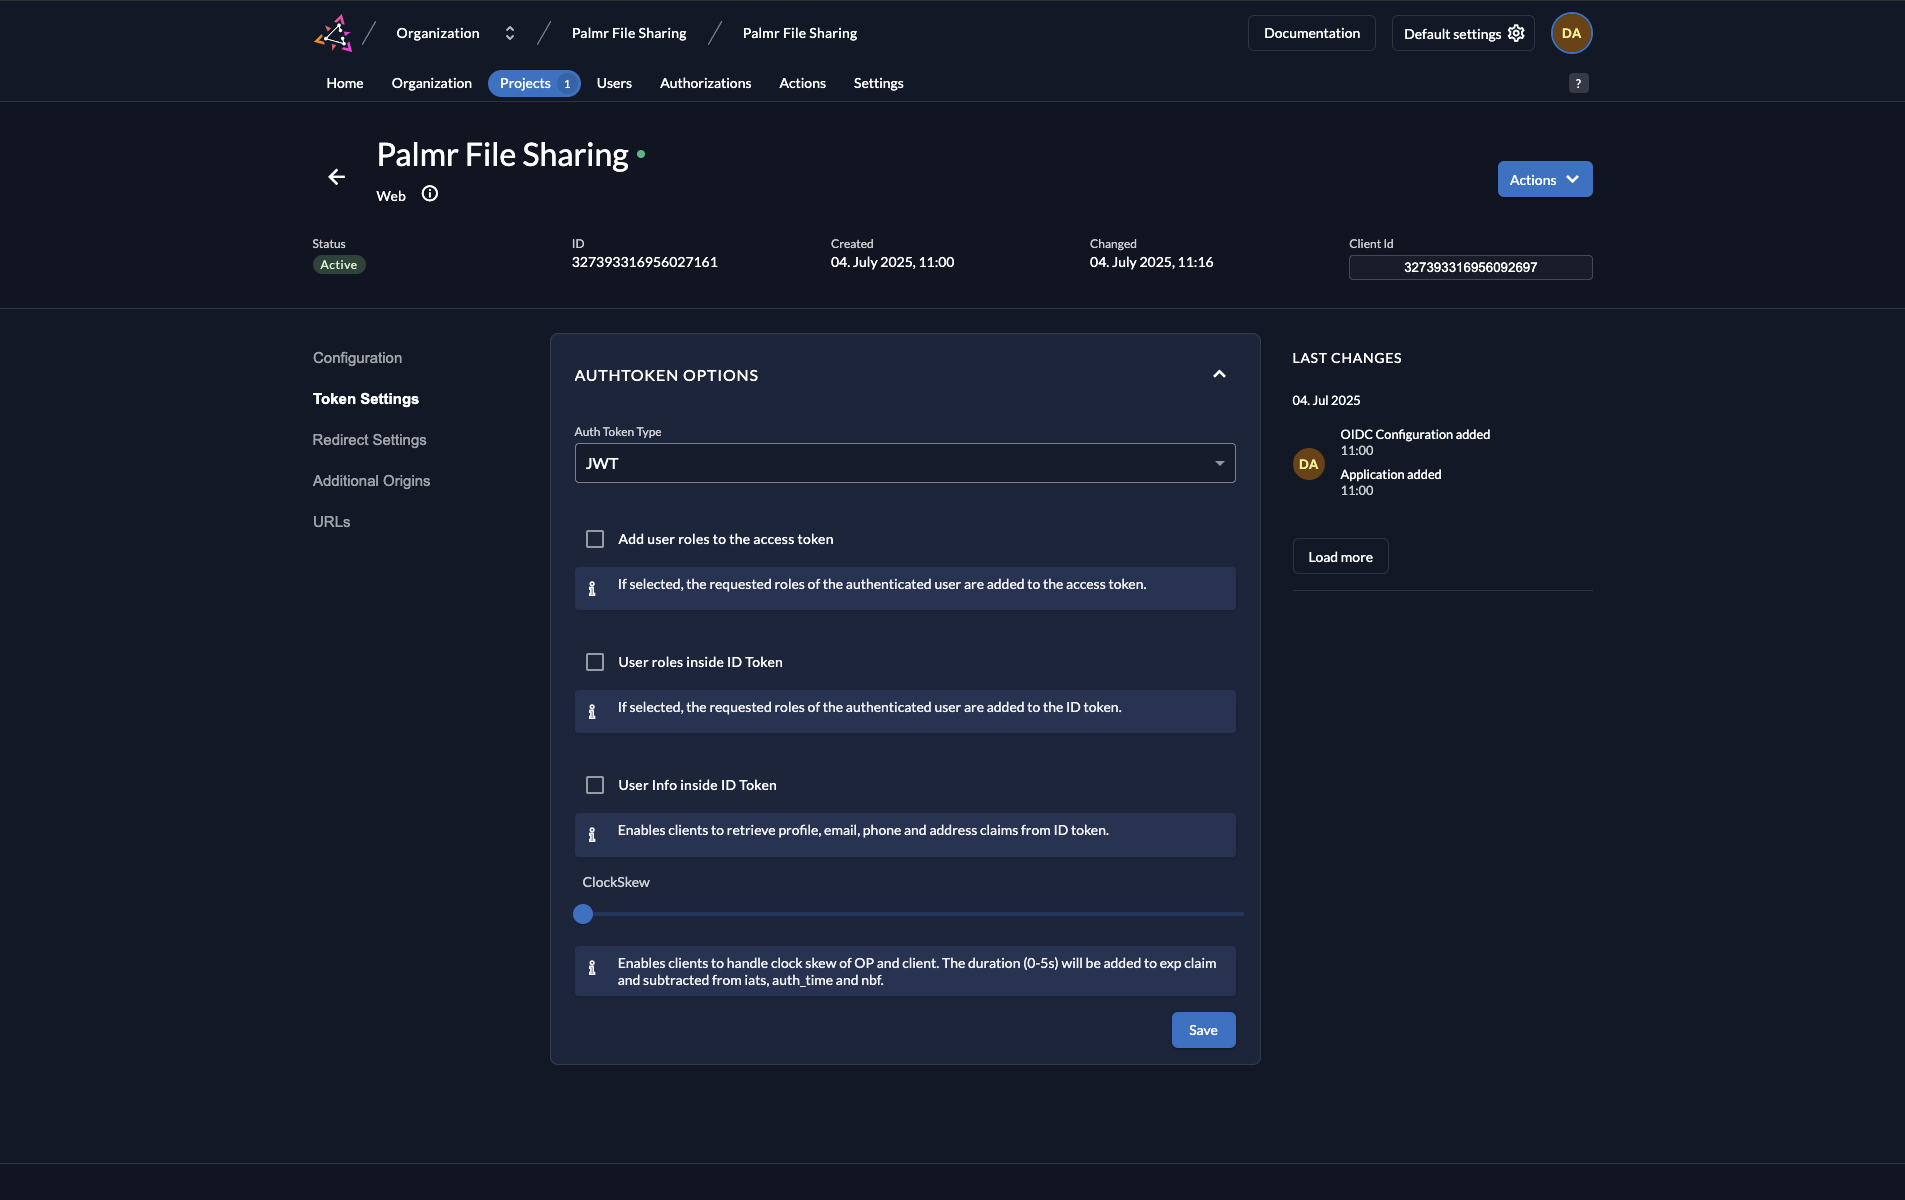 Organization
Palmr File Sharing
Palmr File Sharing
Documentation
Default settings
DA
Home
Organization
Projects 1
Users
Authorizations
Actions
Settings
?
Palmr File Sharing
Web
Actions
Status
Active
ID
327393316956027161
Created
04. July 2025, 11:00
Changed
04. July 2025, 11:16
Client Id
327393316956092697
Configuration
Token Settings
Redirect Settings
Additional Origins
URLs
AUTHTOKEN OPTIONS
Auth Token Type
JWT
Add user roles to the access token
If selected, the requested roles of the authenticated user are added to the access token.
User roles inside ID Token
If selected, the requested roles of the authenticated user are added to the ID token.
User Info inside ID Token
Enables clients to retrieve profile, email, phone and address claims from ID token.
ClockSkew
Enables clients to handle clock skew of OP and client. The duration (0-5s) will be added to exp claim
and subtracted from iats, auth_time and nbf.
Save
LAST CHANGES
04. Jul 2025
DA
OIDC Configuration added
11:00
Application added
11:00
Load more